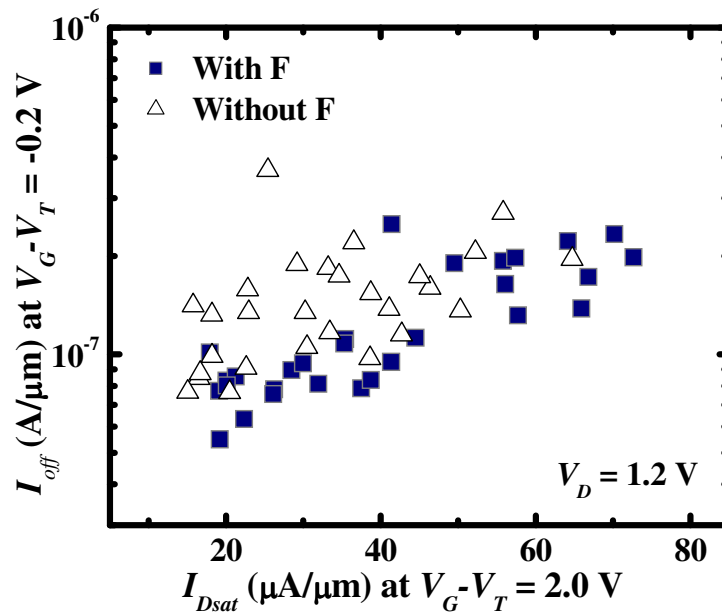 10^-6
With F
Without F
I_off (A/μm) at V_G-V_T = -0.2 V
10^-7
V_D = 1.2 V
20 40 60 80
I_Dsat (μA/μm) at V_G-V_T = 2.0 V